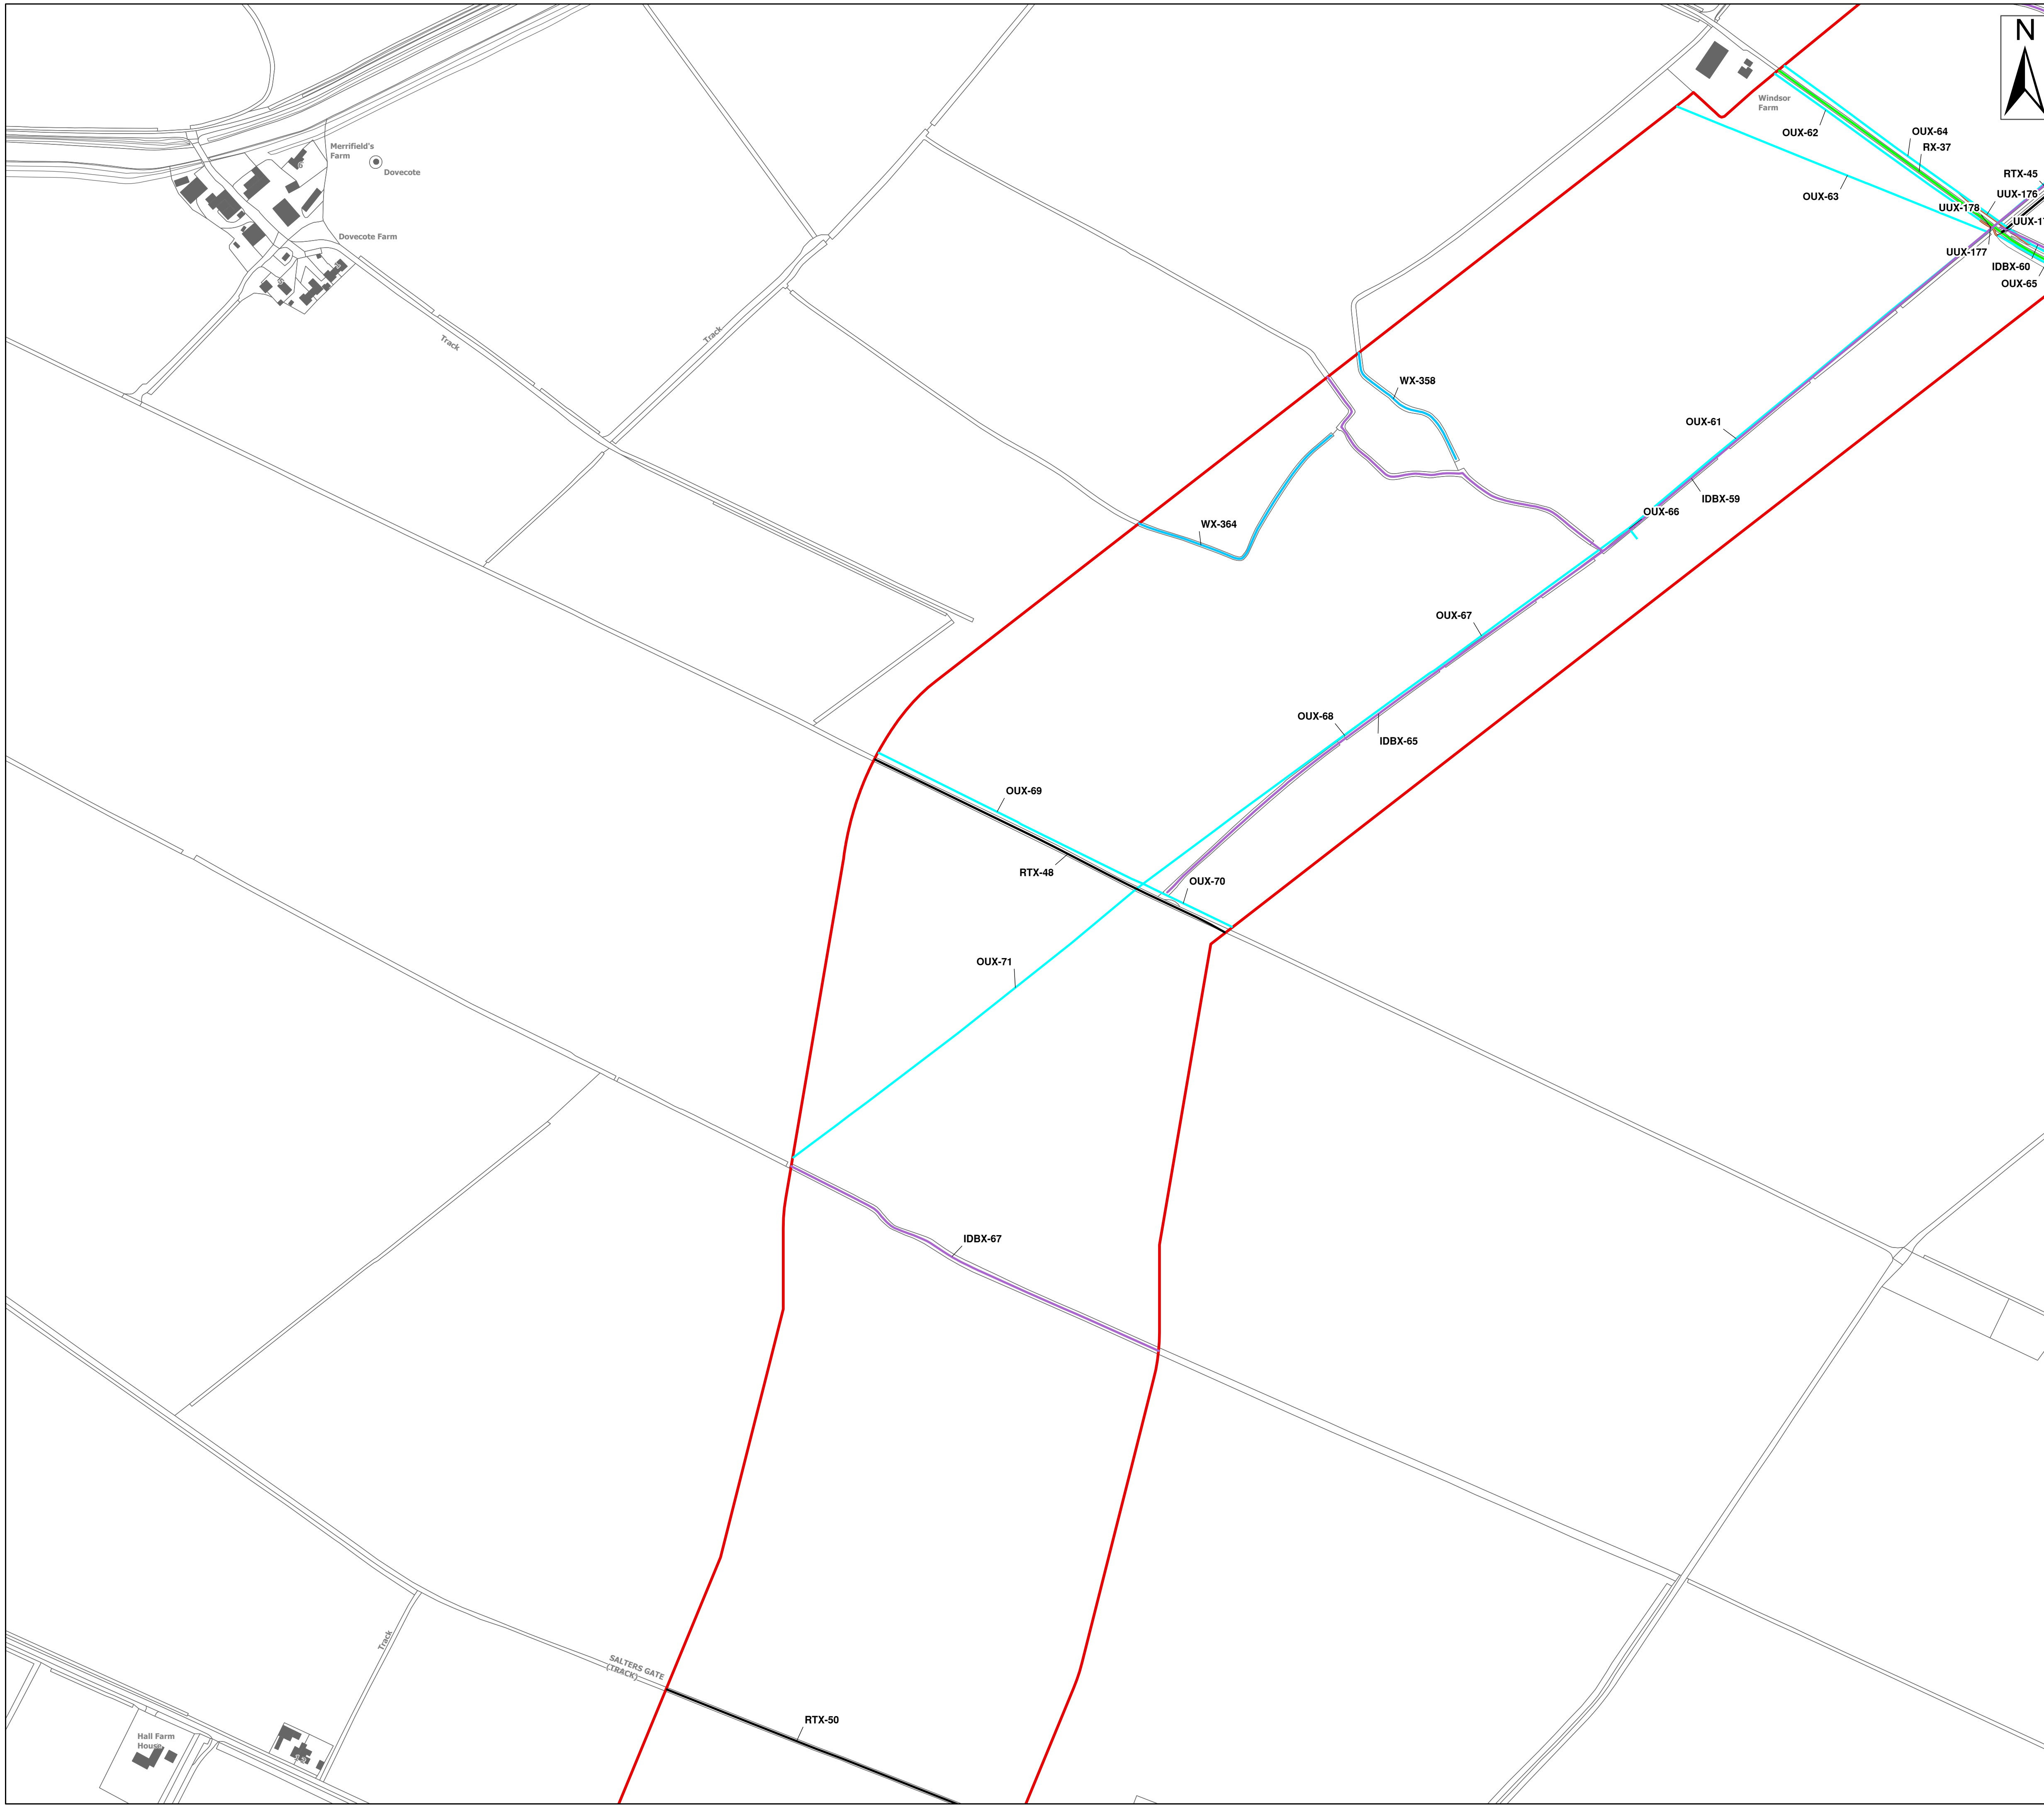 N
Windsor
Farm
OUX-62
OUX-64
RX-37
Merrifield's
Farm
Dovecote
OUX-63
RTX-45
UUX-176
UUX-178
UUX-17
Dovecote Farm
UUX-177
IDBX-60
OUX-65
Track
Track
WX-358
OUX-61
IDBX-59
OUX-66
WX-364
OUX-67
OUX-68
IDBX-65
OUX-69
RTX-48
OUX-70
OUX-71
IDBX-67
Track
SALTERS GATE
(TRACK)
RTX-50
Hall Farm
House